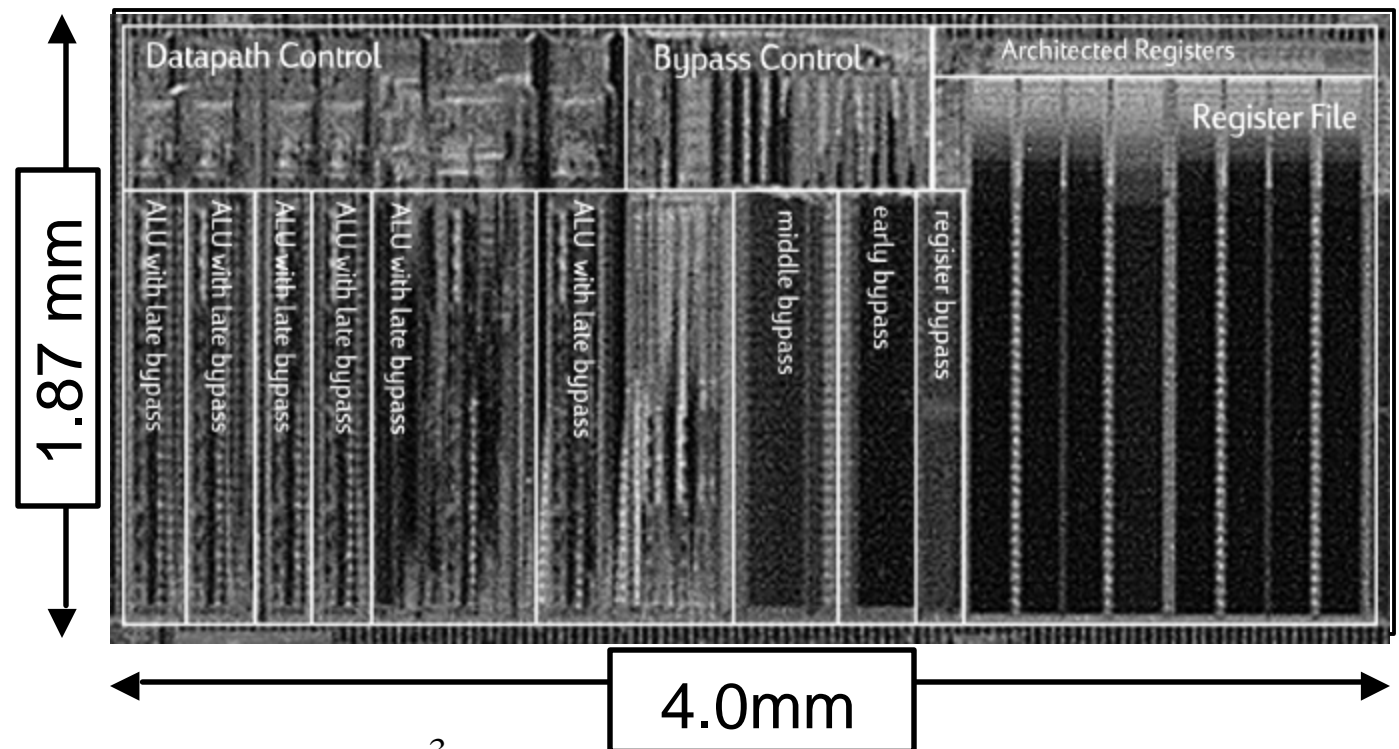 Datapath Control
Bypass Control
Architected Registers
Register File
ALU with late bypass
ALU with late bypass
ALU with late bypass
ALU with late bypass
ALU with late bypass
ALU with late bypass
middle bypass
early bypass
register bypass
1.87 mm
4.0mm